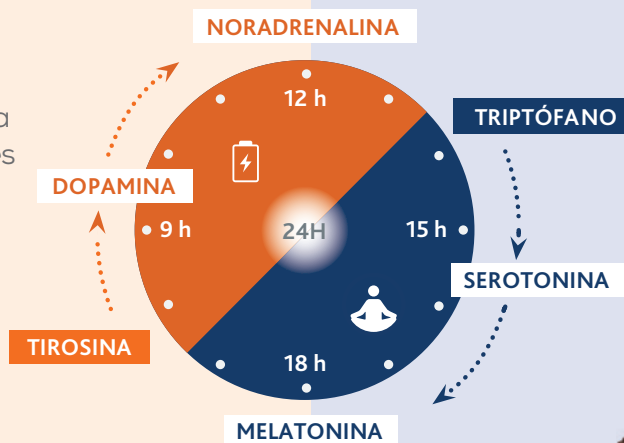 NORADRENALINA
12 h
TRIPTÓFANO
DOPAMINA
9 h
24H
15 h
SEROTONINA
TIROSINA
18 h
MELATONINA